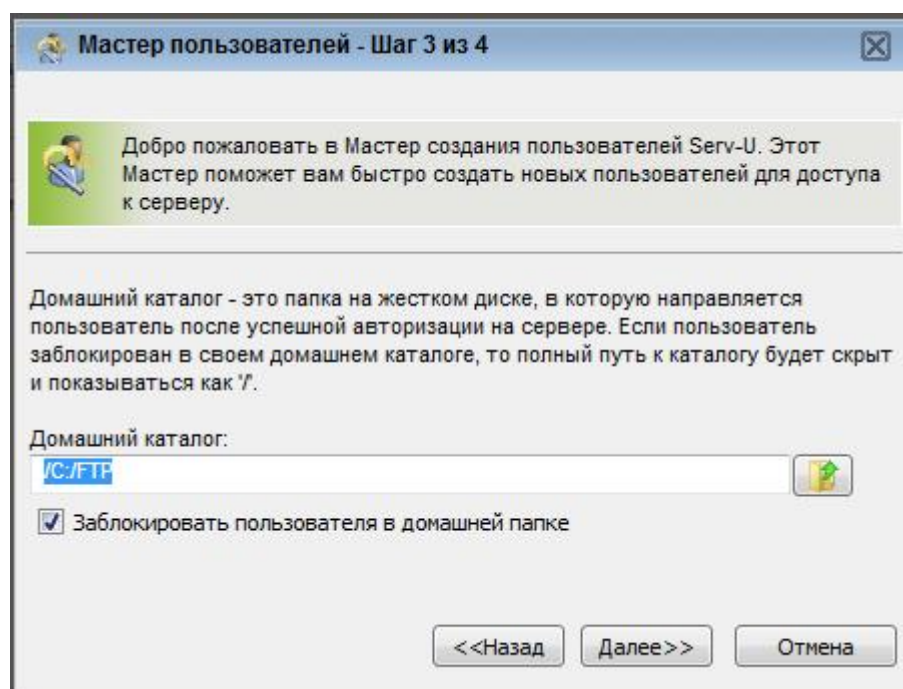 Мастер пользователей - Шаг 3 из 4
Добро пожаловать в Мастер создания пользователей Serv-U. Этот
Мастер поможет вам быстро создать новых пользователей для доступа
к серверу.
Домашний каталог - это папка на жестком диске, в которую направляется
пользователь после успешной авторизации на сервере. Если пользователь
заблокирован в своем домашнем каталоге, то полный путь к каталогу будет скрыт
и показываться как '/'.
Домашний каталог:
/C:/FTP
Заблокировать пользователя в домашней папке
<<Назад Далее>> Отмена